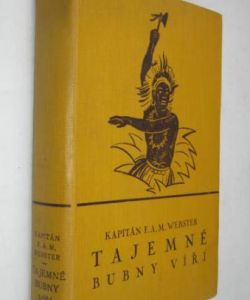 KAPITÁN F. A. M. WEBSTER
TAJEMNÉ
BUBNY VÍŘÍ
KAPITÁN
F. A. M.
WEBSTER
TAJEMNÉ
BUBNY
VÍŘÍ